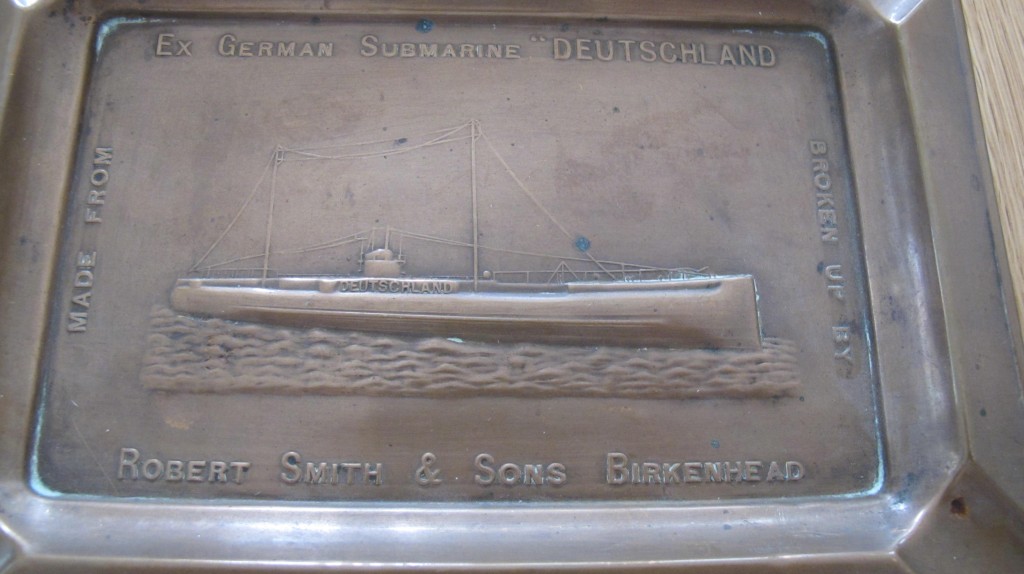 MADE FROM
EX GERMAN SUBMARINE "DEUTSCHLAND
DEUTSCHLAND
BROKEN UP BY
ROBERT SMITH & SONS BIRKENHEAD